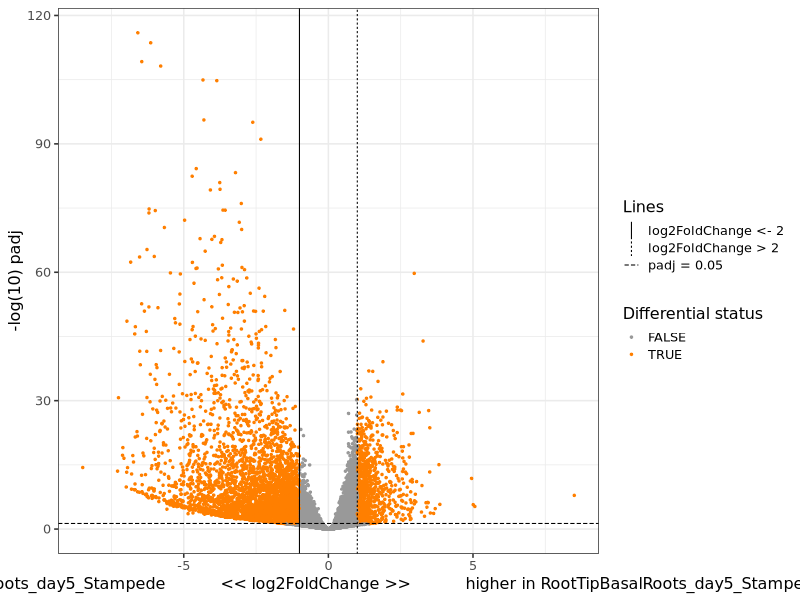 120
90
60
30
0
-log(10) padj
-5
0
5
oots_day5_Stampede << log2FoldChange >> higher in RootTipBasalRoots_day5_Stampe
Lines
log2FoldChange <- 2
log2FoldChange > 2
padj = 0.05
Differential status
FALSE
TRUE